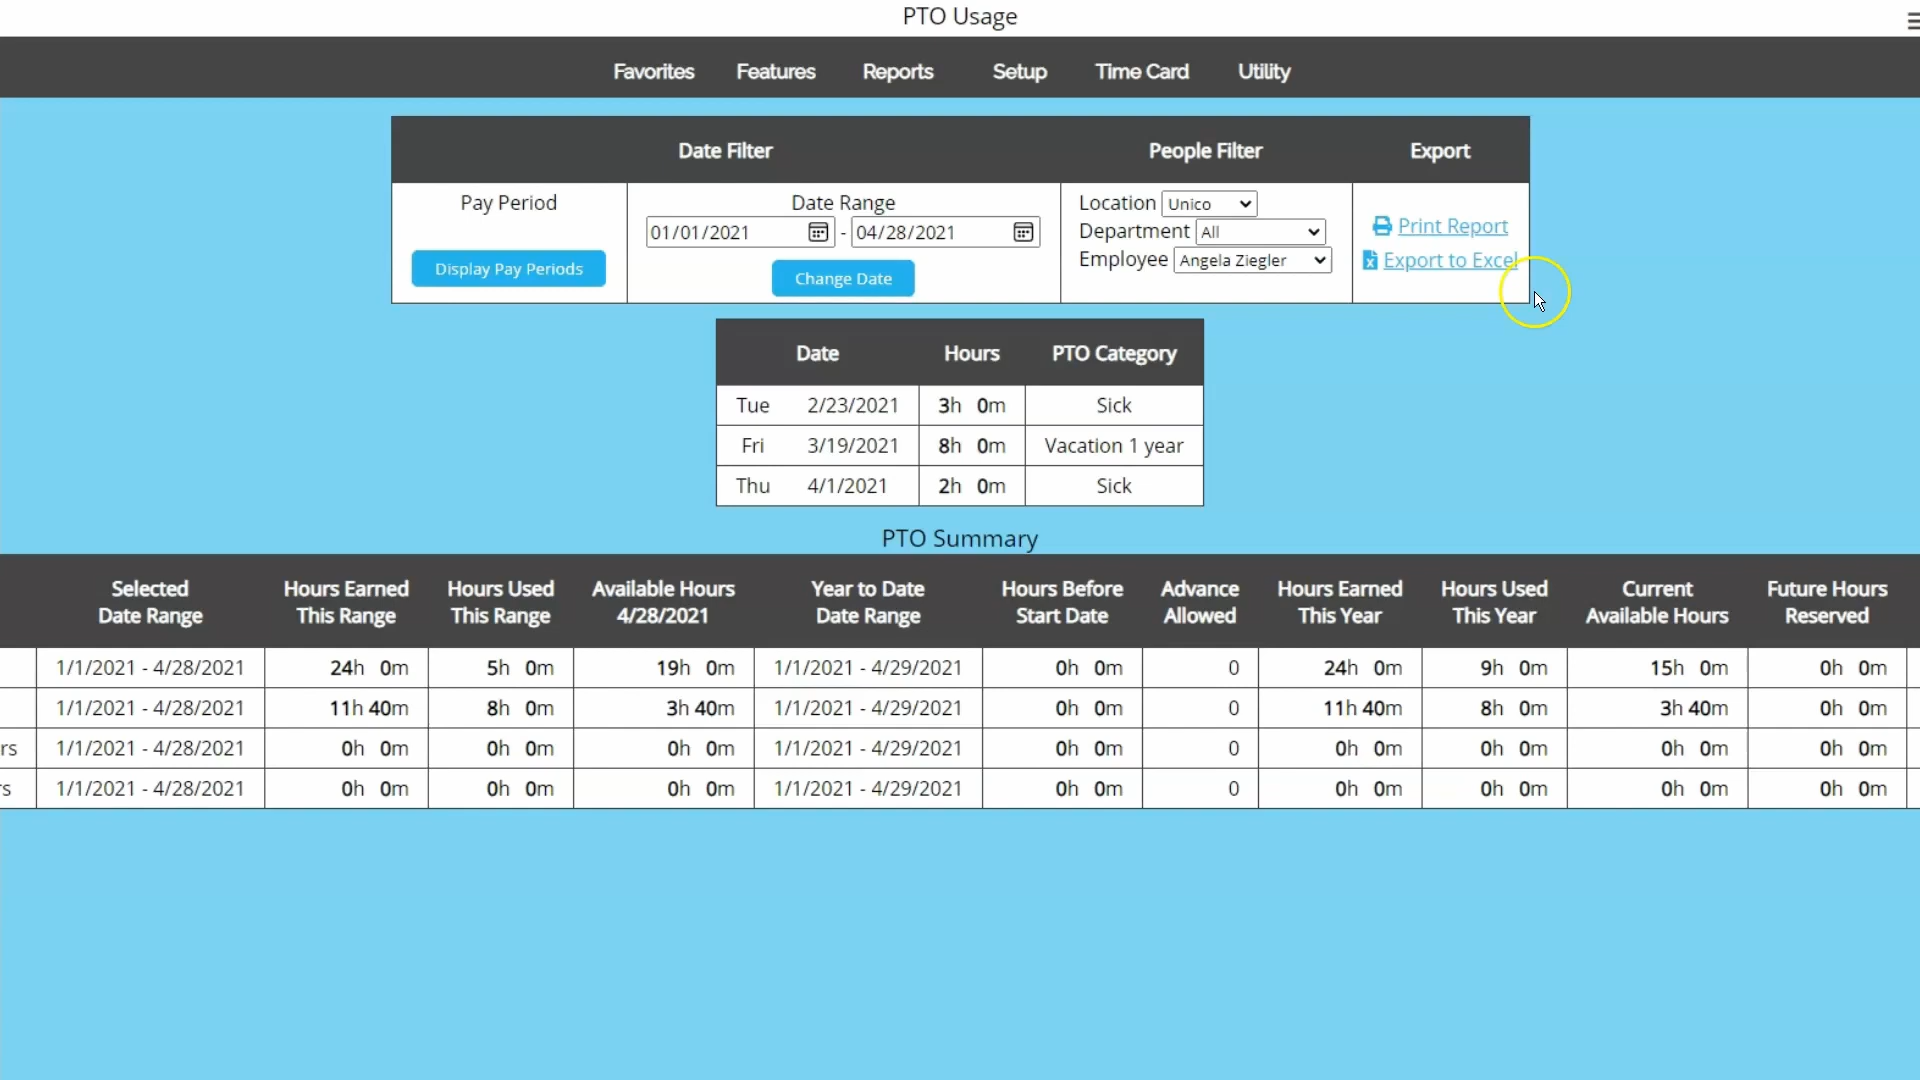 PTO Usage
Favorites Features Reports Setup Time Card Utility
Date Filter People Filter Export
Pay Period Date Range Location Unico
01/01/2021 - 04/28/2021 Department All Print Report
Display Pay Periods Change Date Employee Angela Ziegler Export to Excel
Date Hours PTO Category
Tue 2/23/2021 3h 0m Sick
Fri 3/19/2021 8h 0m Vacation 1 year
Thu 4/1/2021 2h 0m Sick
PTO Summary
Selected Hours Earned Hours Used Available Hours Year to Date Hours Before Advance Hours Earned Hours Used Current Future Hours
Date Range This Range This Range 4/28/2021 Date Range Start Date Allowed This Year This Year Available Hours Reserved
1/1/2021 - 4/28/2021 24h 0m 5h 0m 19h 0m 1/1/2021 - 4/29/2021 0h 0m 0 24h 0m 9h 0m 15h 0m 0h 0m
1/1/2021 - 4/28/2021 11h 40m 8h 0m 3h 40m 1/1/2021 - 4/29/2021 0h 0m 0 11h 40m 8h 0m 3h 40m 0h 0m
rs 1/1/2021 - 4/28/2021 0h 0m 0h 0m 0h 0m 1/1/2021 - 4/29/2021 0h 0m 0 0h 0m 0h 0m 0h 0m 0h 0m
s 1/1/2021 - 4/28/2021 0h 0m 0h 0m 0h 0m 1/1/2021 - 4/29/2021 0h 0m 0 0h 0m 0h 0m 0h 0m 0h 0m